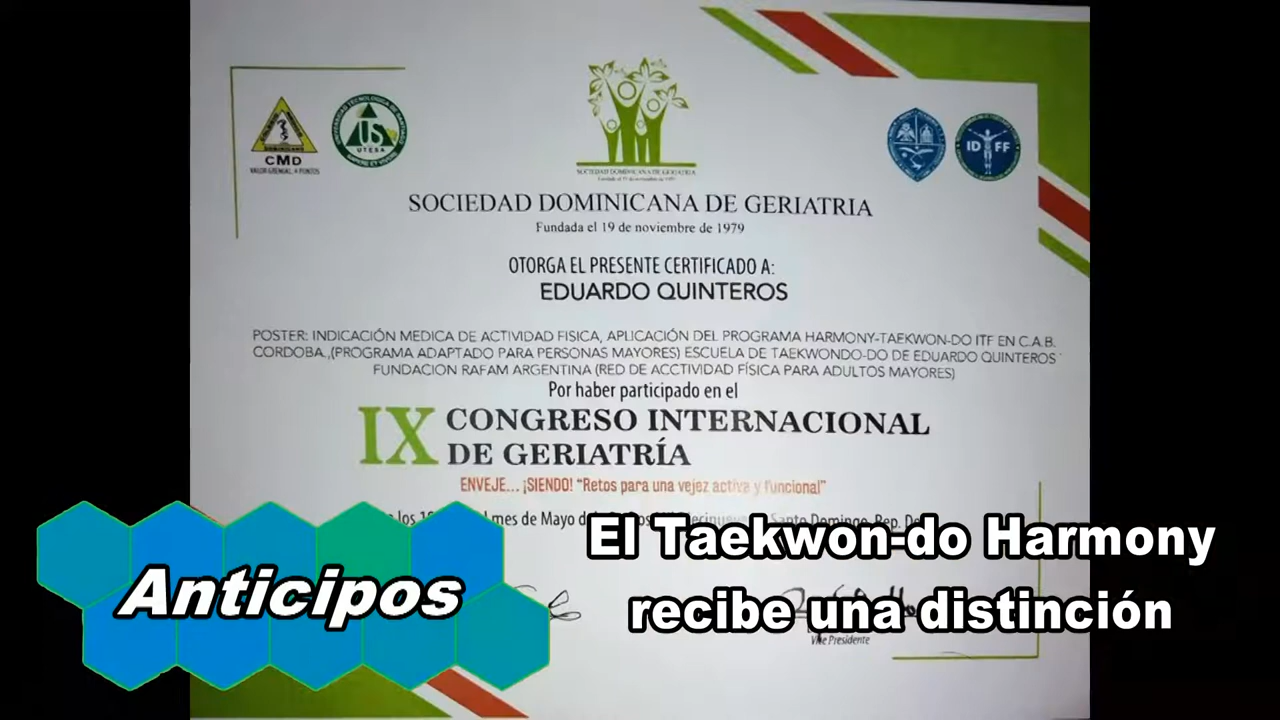 CMD
UTESA
SOCIEDAD DOMINICANA DE GERIATRIA
ID FF
SOCIEDAD DOMINICANA DE GERIATRIA
Fundada el 19 de noviembre de 1979
OTORGA EL PRESENTE CERTIFICADO A:
EDUARDO QUINTEROS
POSTER: INDICACIÓN MEDICA DE ACTIVIDAD FISICA, APLICACIÓN DEL PROGRAMA HARMONY-TAEKWON-DO ITF EN C.A.B.
CORDOBA.,(PROGRAMA ADAPTADO PARA PERSONAS MAYORES) ESCUELA DE TAEKWONDO-DO DE EDUARDO QUINTEROS
FUNDACION RAFAM ARGENTINA (RED DE ACCTIVIDAD FÍSICA PARA ADULTOS MAYORES)
Por haber participado en el
IX CONGRESO INTERNACIONAL
DE GERIATRÍA
ENVEJE... ¡SIENDO! “Retos para una vejez activa y funcional”
los mes de Mayo Santo Domingo, Rep.
El Taekwon-do Harmony
Anticipos
recibe una distinción
Vice Presidente